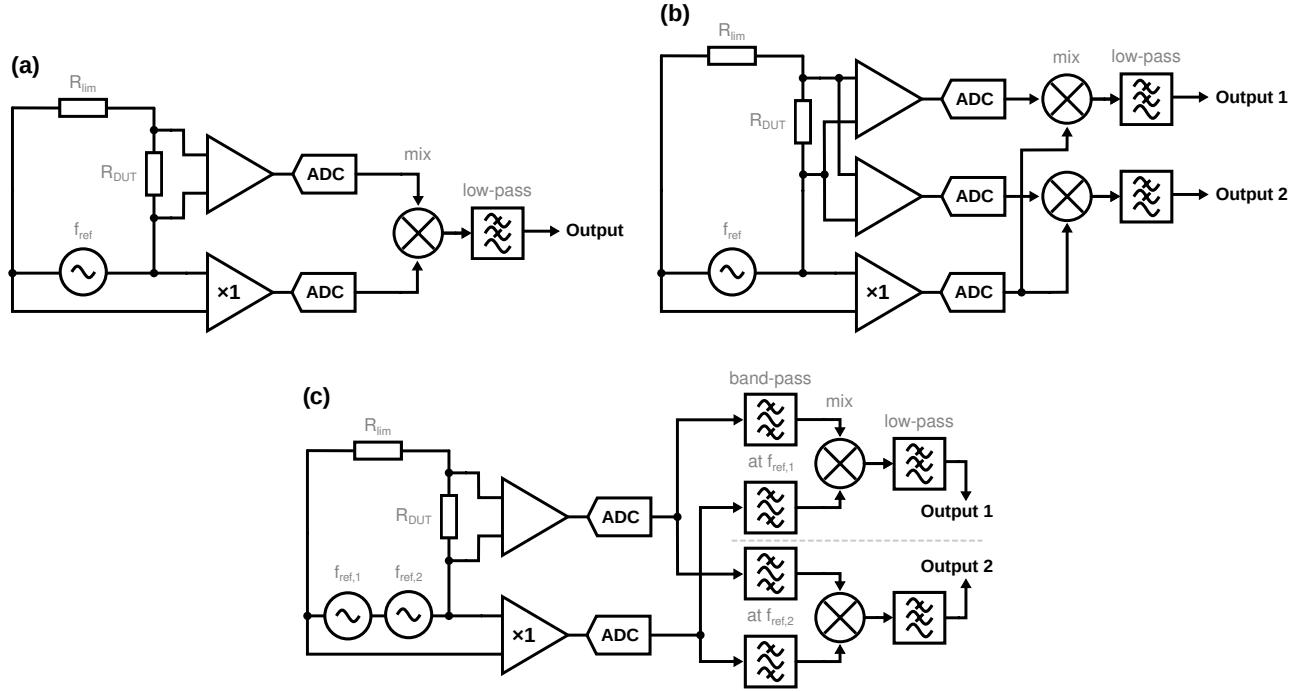 (a)
R_lim
R_DUT
ADC
mix
low-pass
Output
f_ref
×1
ADC
(b)
R_lim
mix
low-pass
ADC
Output 1
R_DUT
ADC
Output 2
f_ref
×1
ADC
(c)
band-pass
mix
R_lim
low-pass
at f_ref,1
R_DUT
ADC
Output 1
Output 2
f_ref,1
f_ref,2
at f_ref,2
×1
ADC